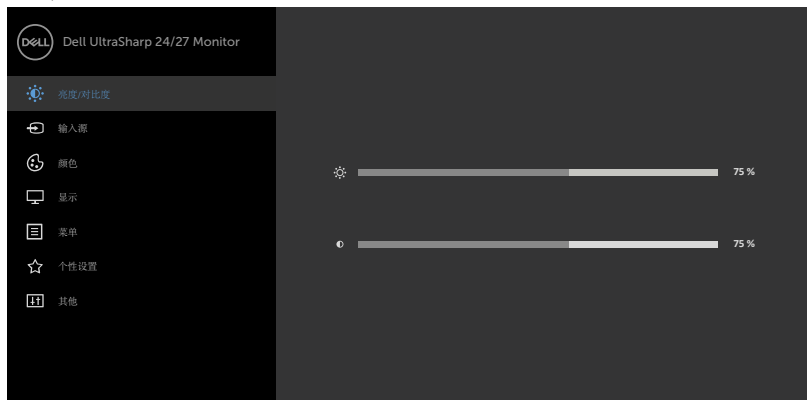 DELL
Dell UltraSharp 24/27 Monitor
亮度/对比度
输入源
颜色
显示
菜单
个性设置
其他
75 %
75 %